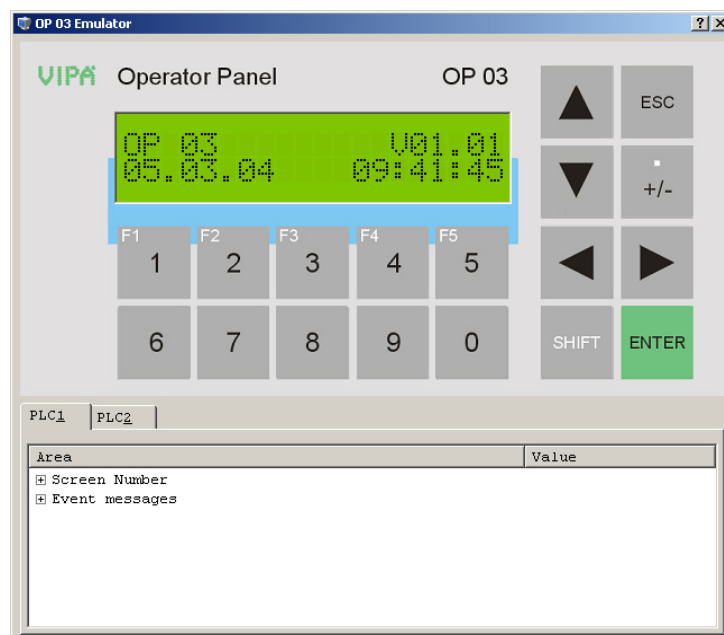 OP 03 Emulator
VIPA Operator Panel OP 03
OP 03 V01.01
05.03.04 09:41:45
ESC
+/-
F1 F2 F3 F4 F5
1 2 3 4 5
6 7 8 9 0 SHIFT ENTER
PLC1 PLC2
Area Value
Screen Number
Event messages